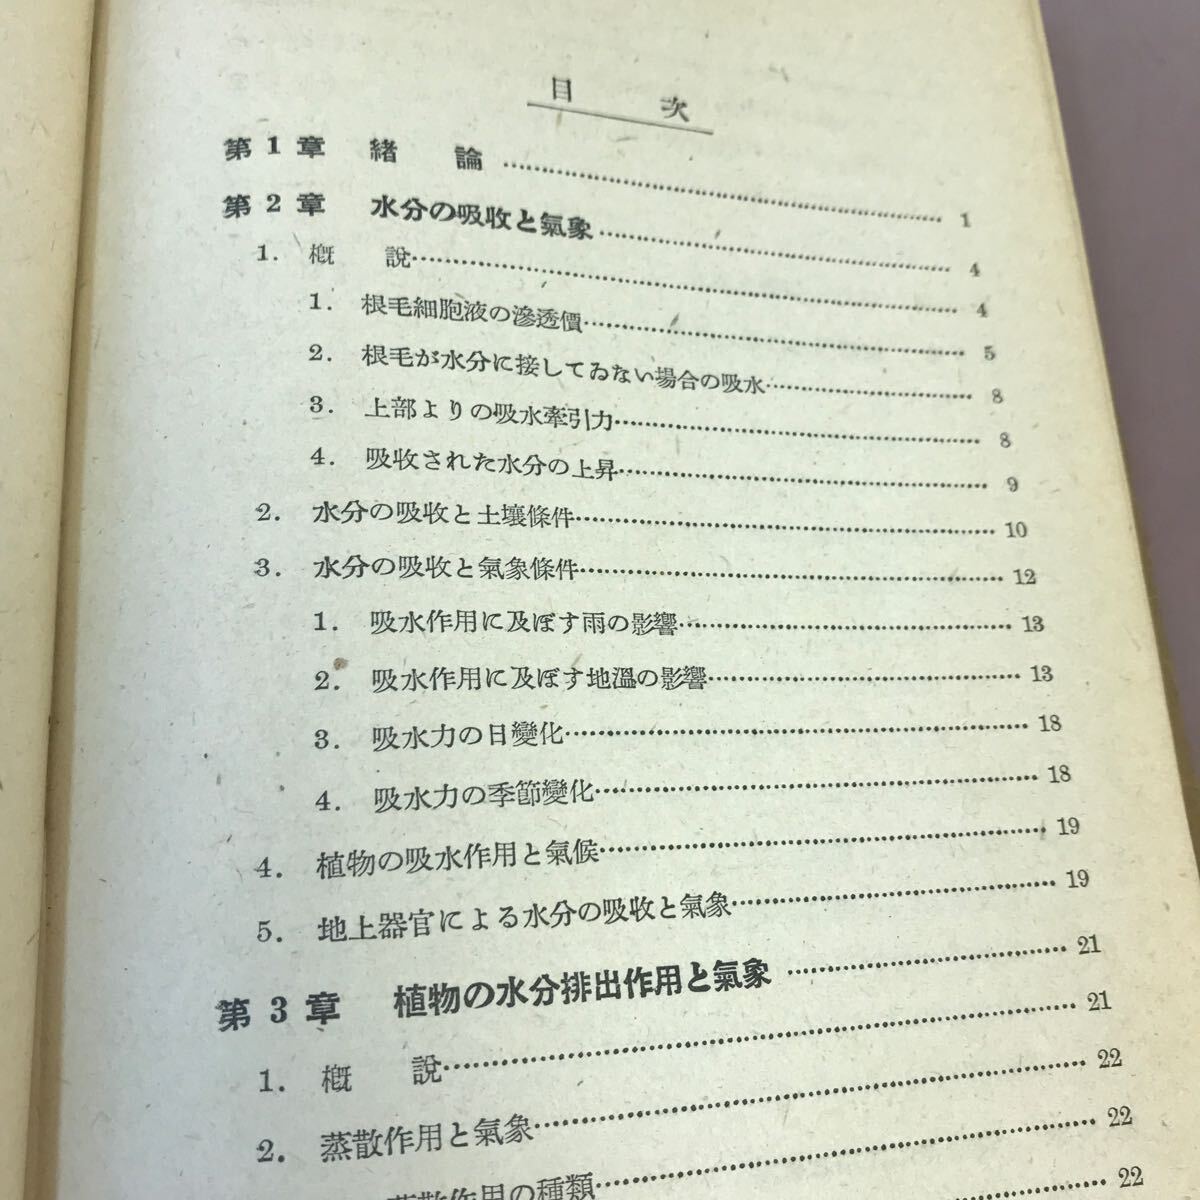 目次
第1章 緒論 …… 1
第2章 水分の吸收と氣象 …… 4
1. 概說 …… 4
1. 根毛細胞液の滲透價 …… 5
2. 根毛が水分に接してゐない場合の吸水 …… 8
3. 上部よりの吸水牽引力 …… 8
4. 吸收された水分の上昇 …… 9
2. 水分の吸收と土壤條件 …… 10
3. 水分の吸收と氣象條件 …… 12
1. 吸水作用に及ぼす雨の影響 …… 13
2. 吸水作用に及ぼす地溫の影響 …… 13
3. 吸水力の日變化 …… 18
4. 吸水力の季節變化 …… 18
4. 植物の吸水作用と氣候 …… 19
5. 地上器官による水分の吸收と氣象 …… 19
第3章 植物の水分排出作用と氣象 …… 21
1. 概說 …… 21
2. 蒸散作用と氣象 …… 22
蒸散作用の種類 …… 22
22